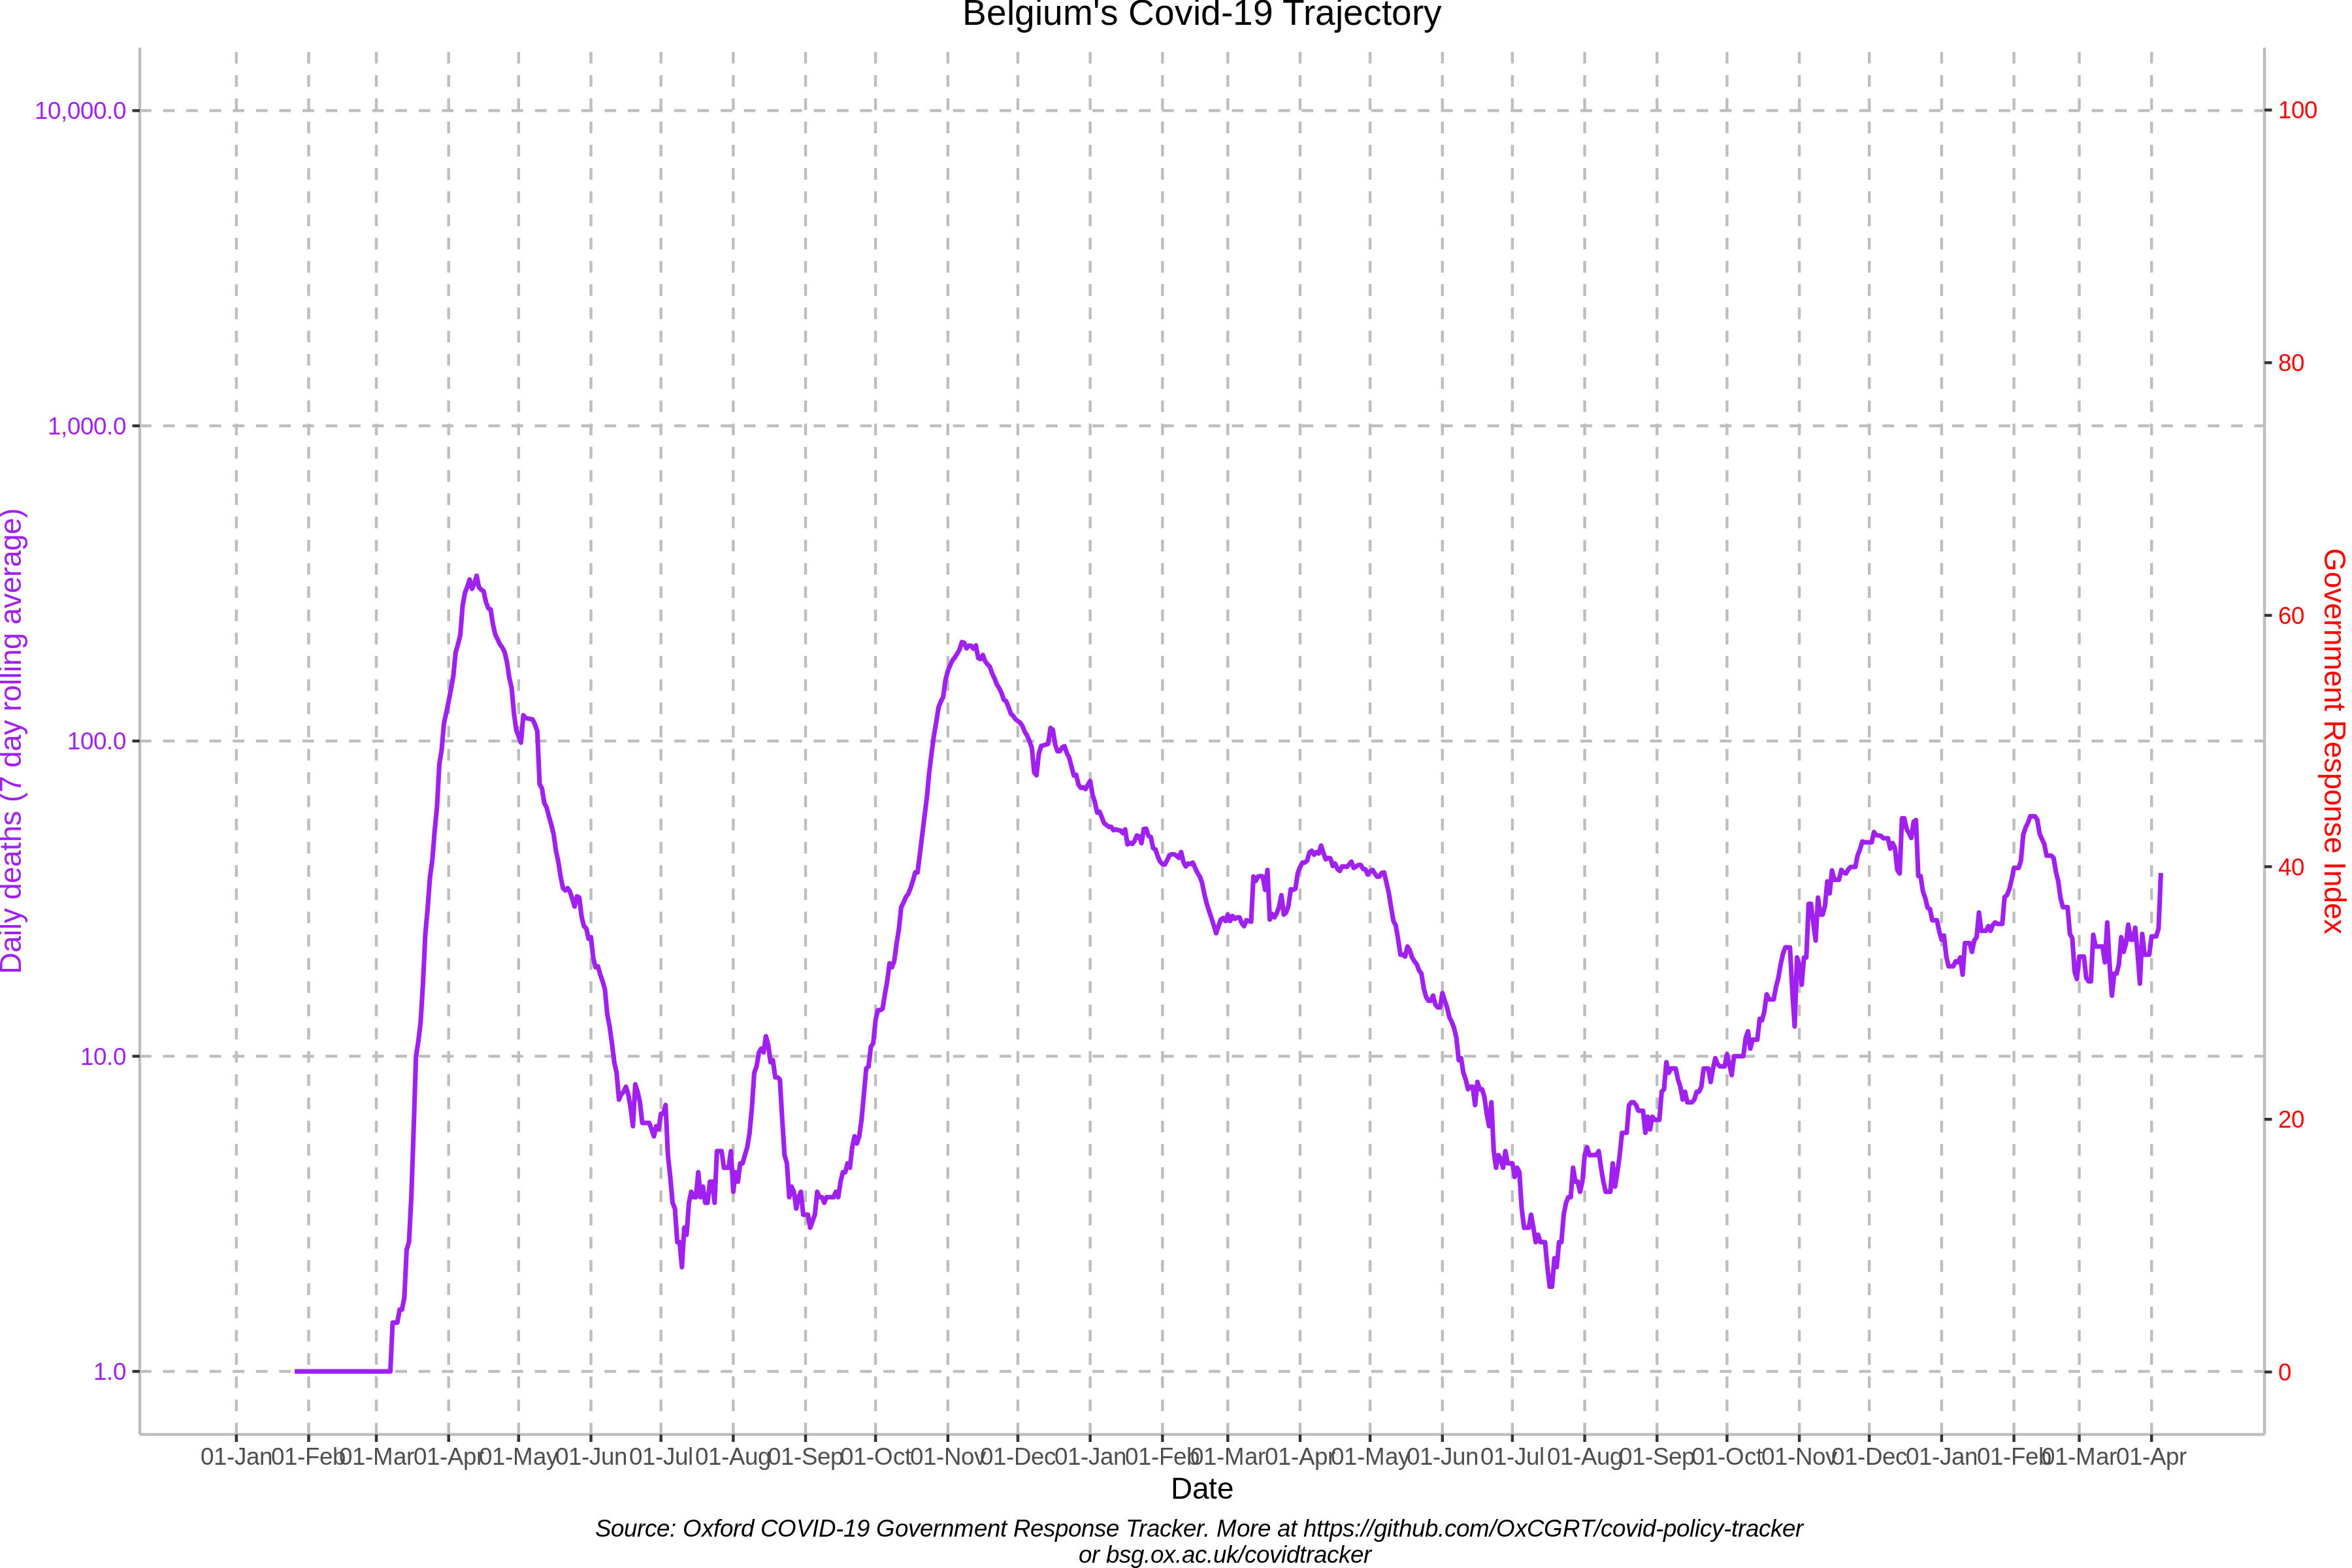 Belgium's Covid-19 Trajectory
10,000.0
1,000.0
100.0
10.0
1.0
Daily deaths (7 day rolling average)
100
80
60
40
20
0
Government Response Index
01-Jan 01-Feb 01-Mar 01-Apr 01-May 01-Jun 01-Jul 01-Aug 01-Sep 01-Oct 01-Nov 01-Dec 01-Jan 01-Feb 01-Mar 01-Apr 01-May 01-Jun 01-Jul 01-Aug 01-Sep 01-Oct 01-Nov 01-Dec 01-Jan 01-Feb 01-Mar 01-Apr
Date
Source: Oxford COVID-19 Government Response Tracker. More at https://github.com/OxCGRT/covid-policy-tracker
or bsg.ox.ac.uk/covidtracker